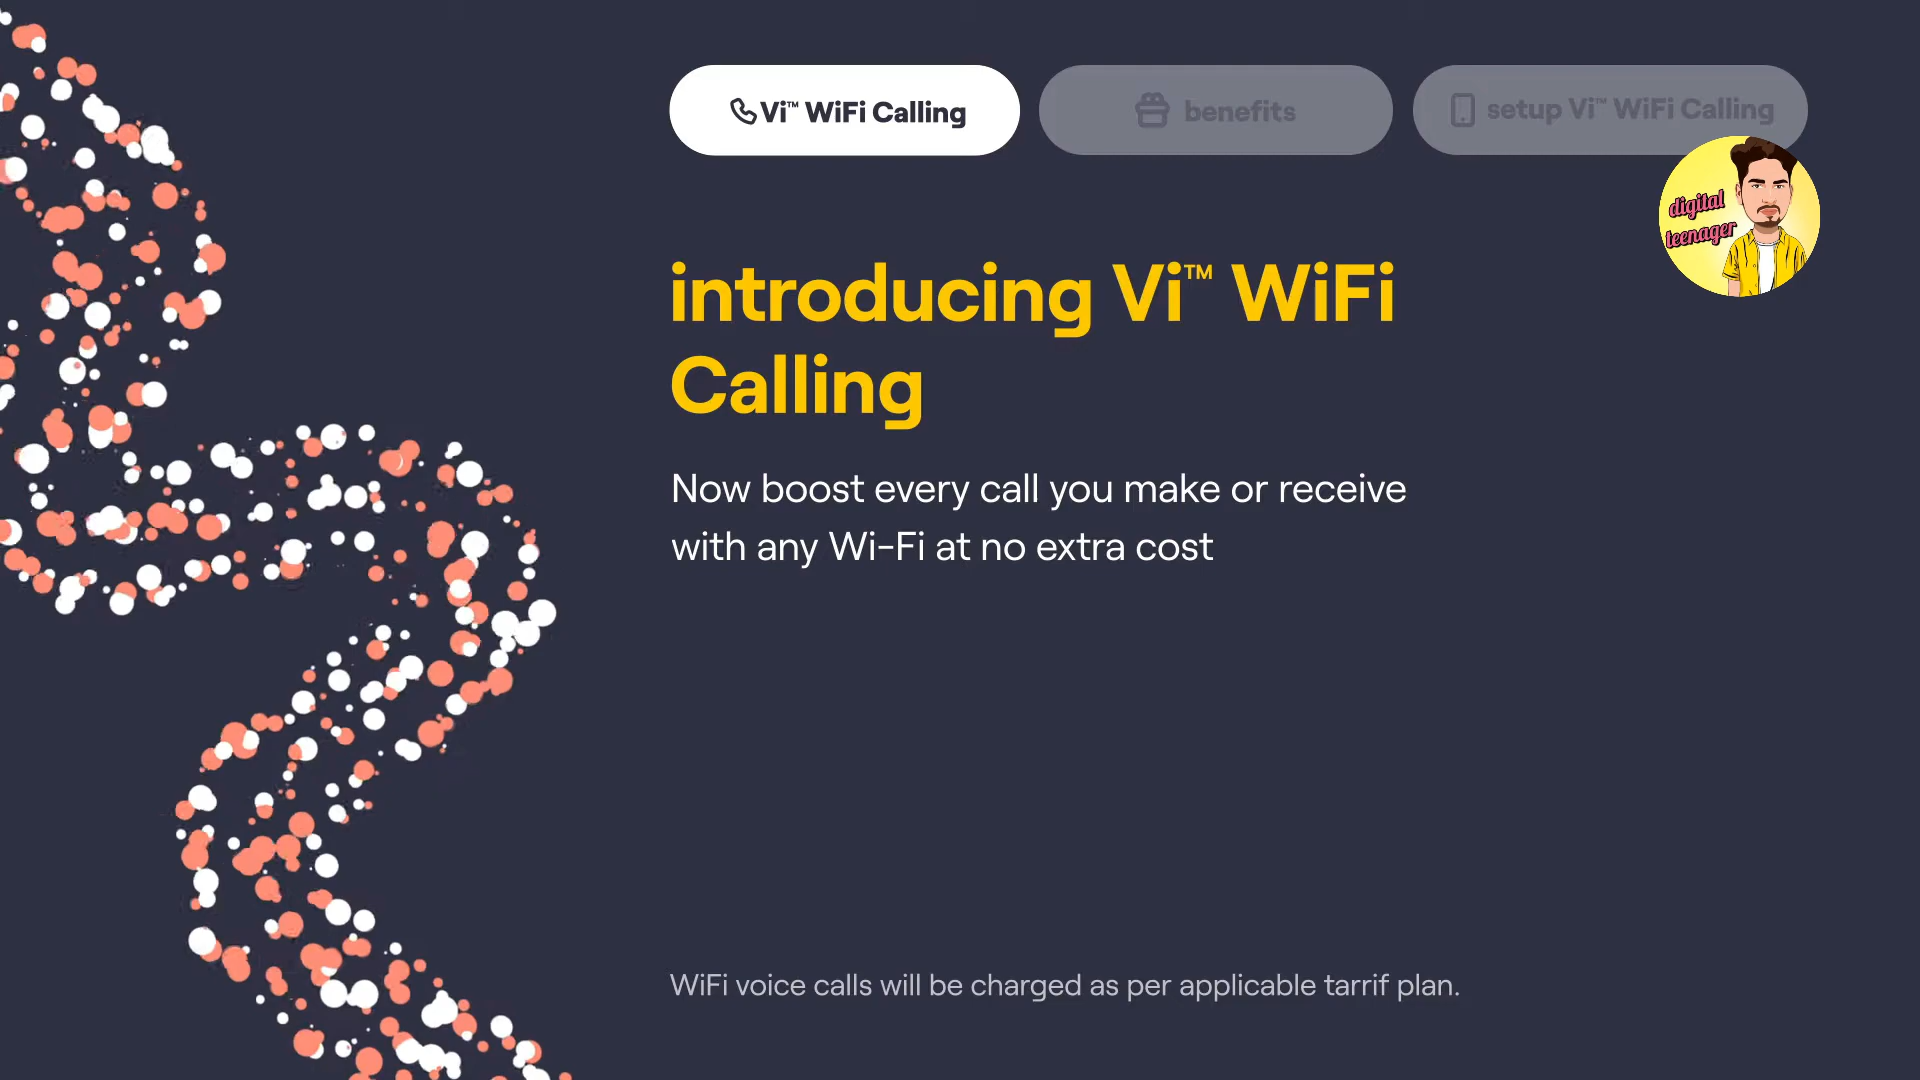 Vi™ WiFi Calling
benefits
setup Vi™ WiFi Calling
digital
teenager
introducing Vi™ WiFi
Calling
Now boost every call you make or receive
with any Wi-Fi at no extra cost
WiFi voice calls will be charged as per applicable tarrif plan.